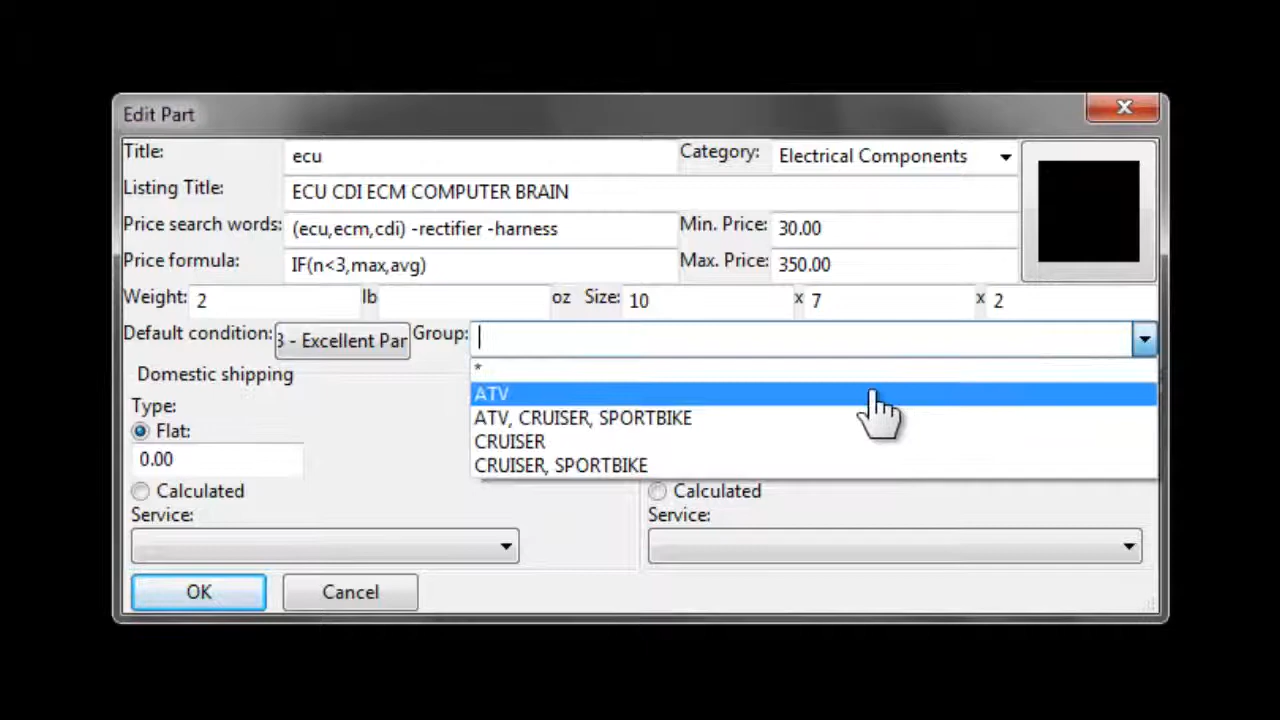 Edit Part
Title: ecu Category: Electrical Components
Listing Title: ECU CDI ECM COMPUTER BRAIN
Price search words: (ecu,ecm,cdi) -rectifier -harness Min. Price: 30.00
Price formula: IF(n<3,max,avg) Max. Price: 350.00
Weight: 2 lb oz Size: 10 x 7 x 2
Default condition: 3 - Excellent Par Group:
*
Domestic shipping
ATV
Type:
ATV, CRUISER, SPORTBIKE
Flat:
CRUISER
0.00
CRUISER, SPORTBIKE
Calculated Calculated
Service: Service:
OK Cancel